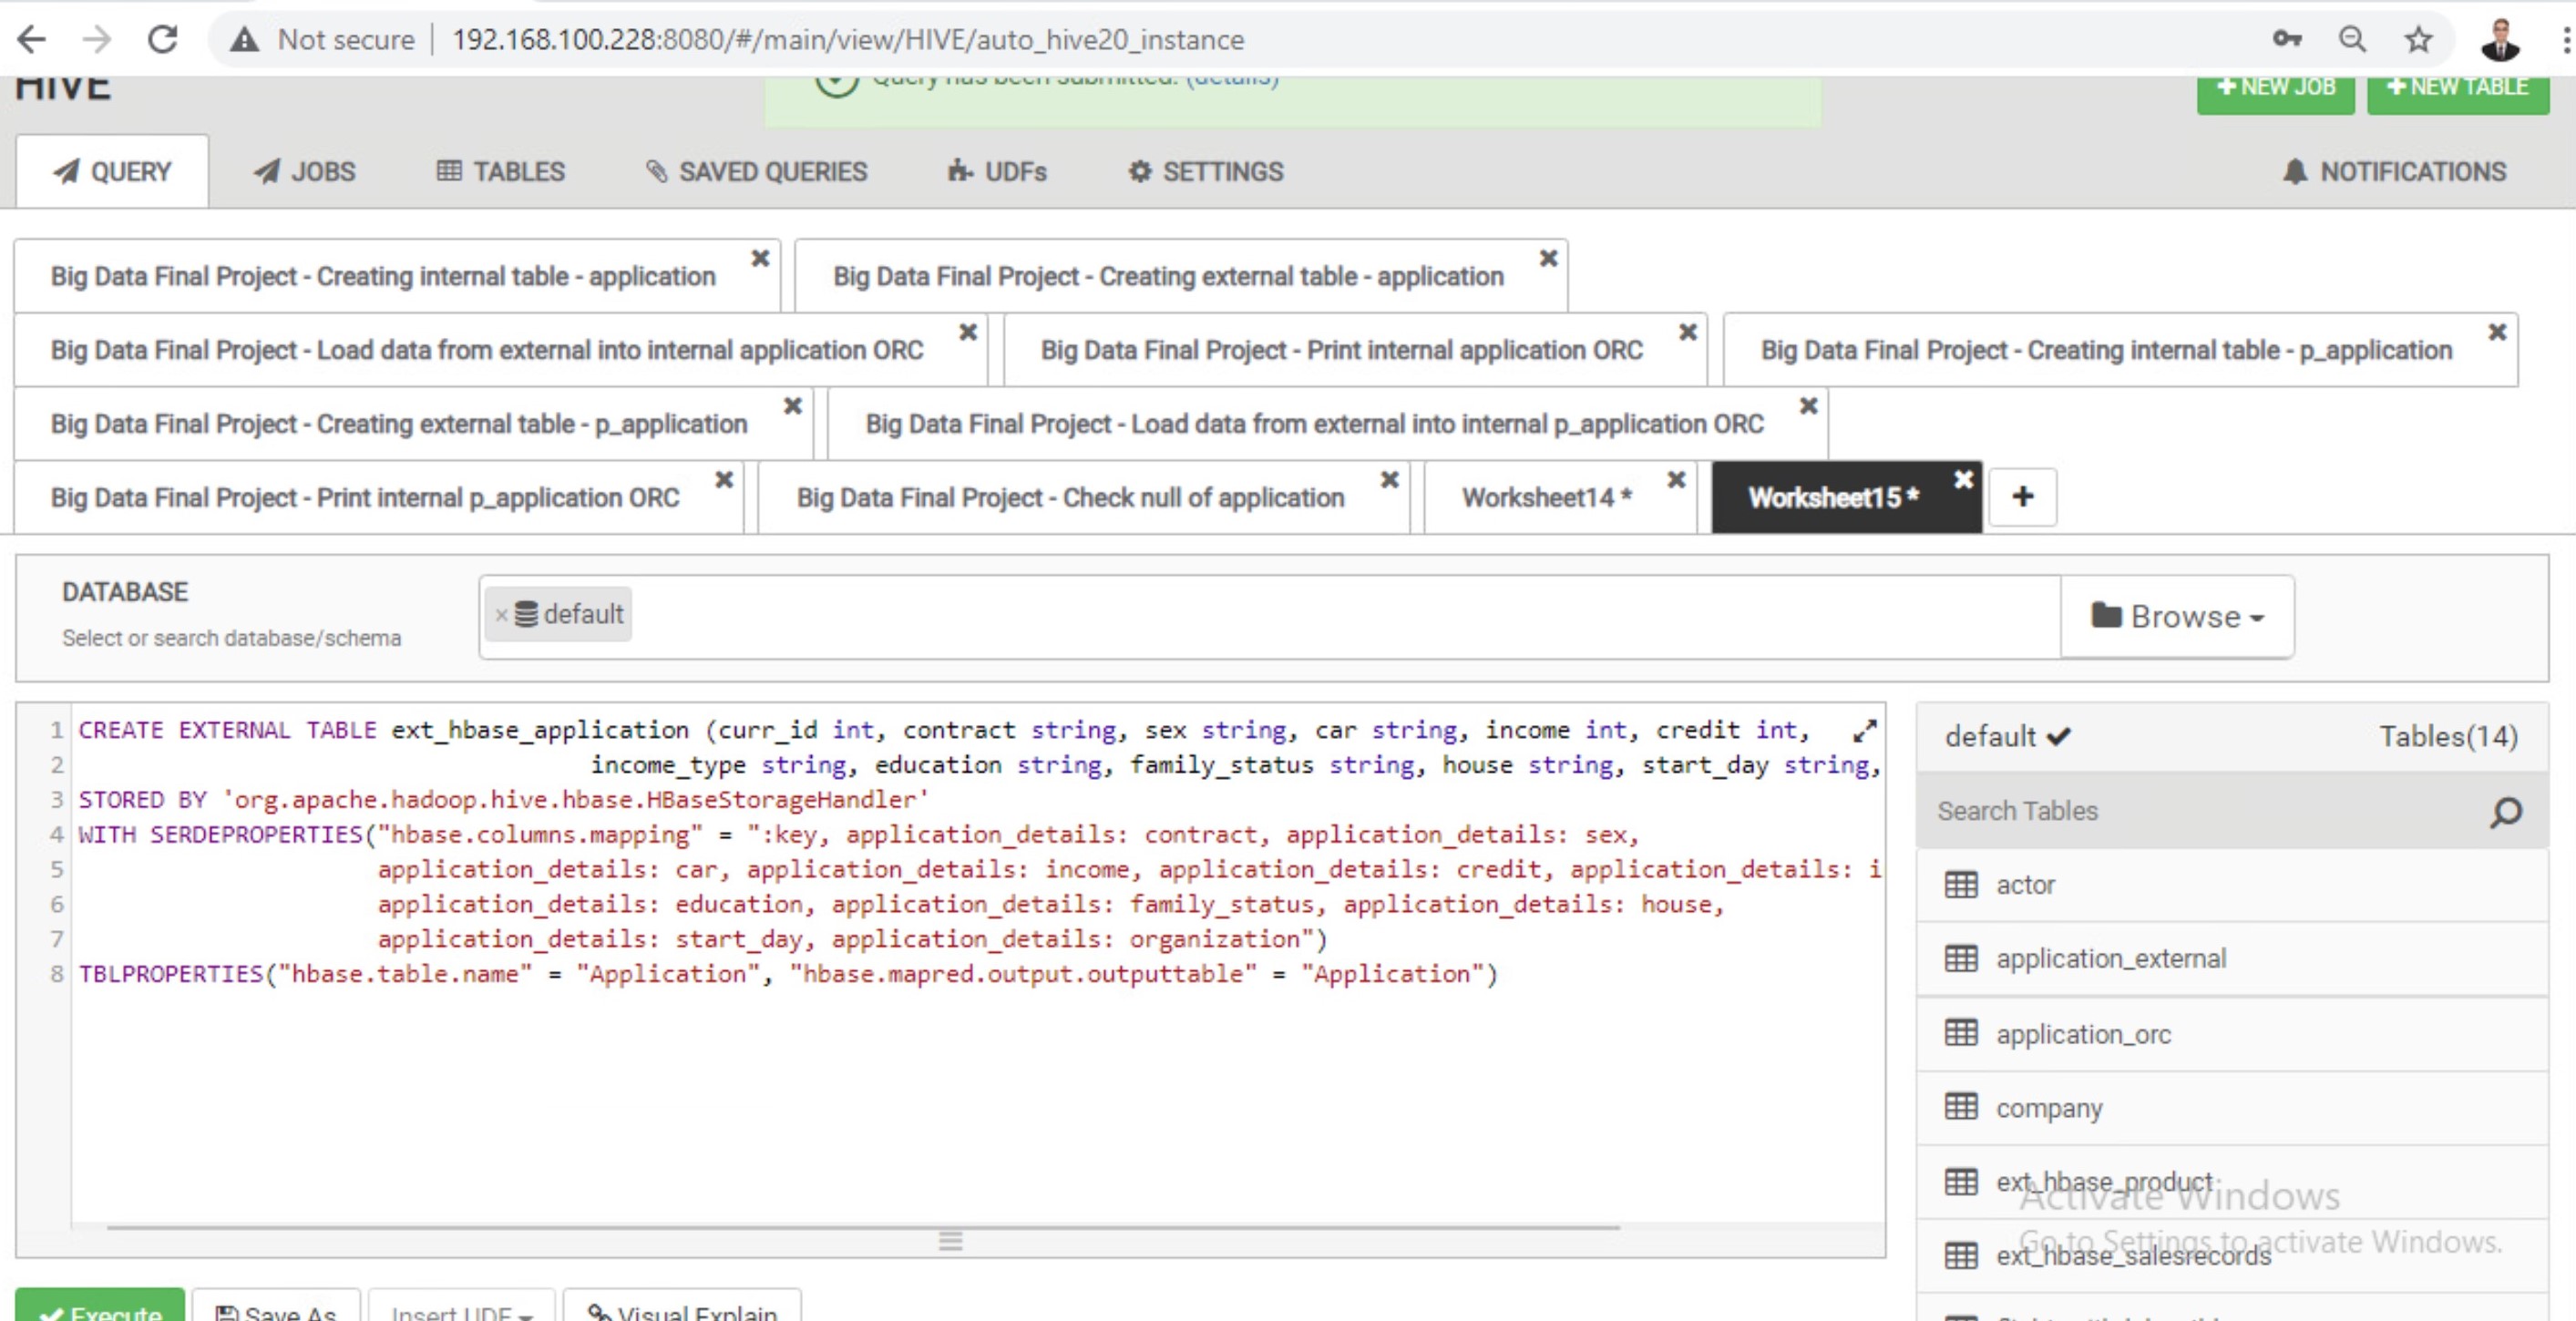 Not secure 192.168.100.228:8080/#/main/view/HIVE/auto_hive20_instance
HIVE
Query has been submitted. (details)
NEW JOB
NEW TABLE
QUERY
JOBS
TABLES
SAVED QUERIES
UDFs
SETTINGS
NOTIFICATIONS
Big Data Final Project - Creating internal table - application
Big Data Final Project - Creating external table - application
Big Data Final Project - Load data from external into internal application ORC
Big Data Final Project - Print internal application ORC
Big Data Final Project - Creating internal table - p_application
Big Data Final Project - Creating external table - p_application
Big Data Final Project - Load data from external into internal p_application ORC
Big Data Final Project - Print internal p_application ORC
Big Data Final Project - Check null of application
Worksheet14 *
Worksheet15 *
+
DATABASE
Select or search database/schema
× default
Browse
1 CREATE EXTERNAL TABLE ext_hbase_application (curr_id int, contract string, sex string, car string, income int, credit int,
2 income_type string, education string, family_status string, house string, start_day string,
3 STORED BY 'org.apache.hadoop.hive.hbase.HBaseStorageHandler'
4 WITH SERDEPROPERTIES("hbase.columns.mapping" = ":key, application_details: contract, application_details: sex,
5 application_details: car, application_details: income, application_details: credit, application_details: i
6 application_details: education, application_details: family_status, application_details: house,
7 application_details: start_day, application_details: organization")
8 TBLPROPERTIES("hbase.table.name" = "Application", "hbase.mapred.output.outputtable" = "Application")
default
Tables(14)
Search Tables
actor
application_external
application_orc
company
ext_hbase_product
Activate Windows
Go to Settings to activate Windows.
ext_hbase_salesrecords
Execute
Save As
Insert UDF
Visual Explain